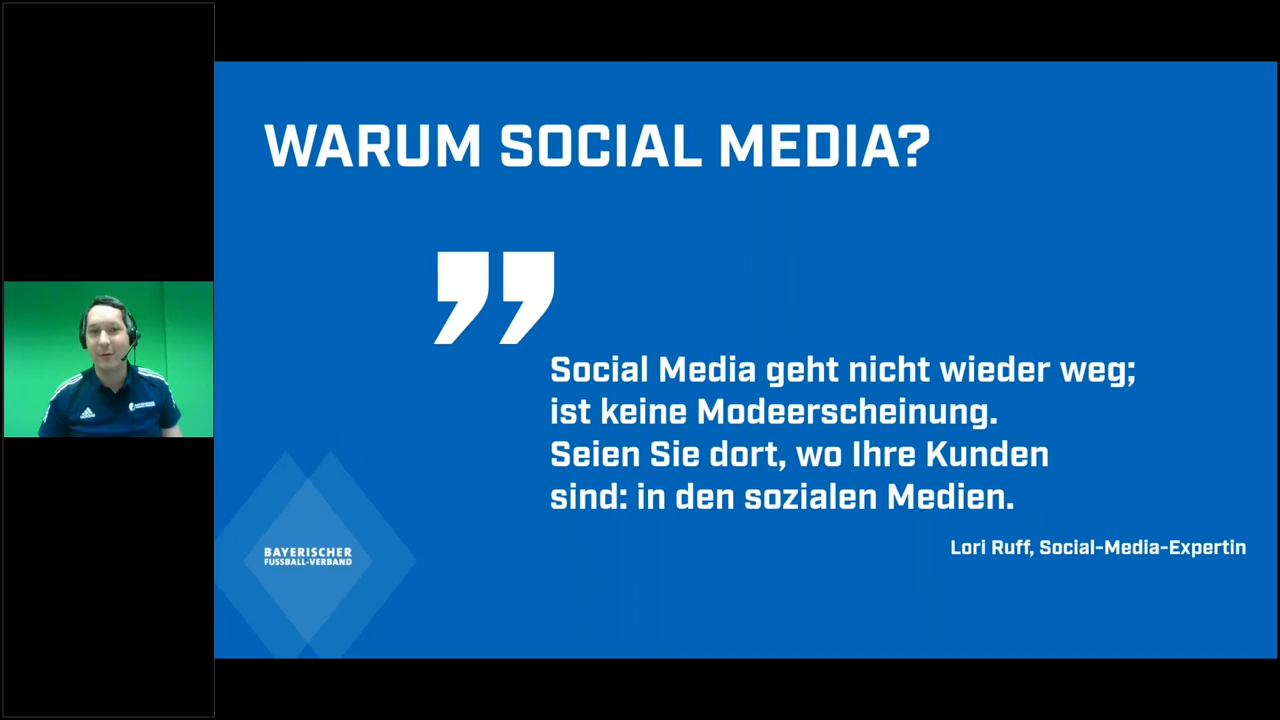 WARUM SOCIAL MEDIA?
”
Social Media geht nicht wieder weg;
ist keine Modeerscheinung.
Seien Sie dort, wo Ihre Kunden
sind: in den sozialen Medien.
Lori Ruff, Social-Media-Expertin
BAYERISCHER
FUSSBALL-VERBAND